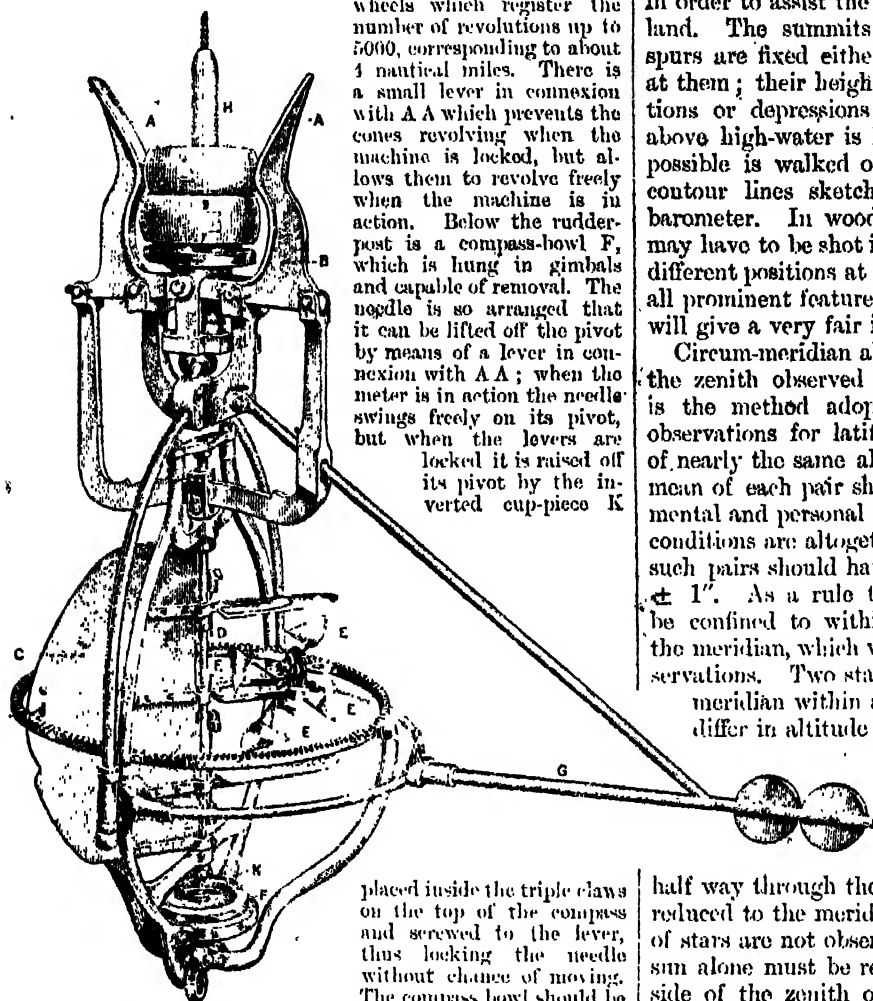 wheels which register the
number of revolutions up to
5000, corresponding to about
4 nautical miles. There is
a small lever in connexion
with A A which prevents the
cones revolving when the
machine is locked, but al-
lows them to revolve freely
when the machine is in
action. Below the rudder-
post is a compass-bowl F,
which is hung in gimbals
and capable of removal. The
needle is so arranged that
it can be lifted off the pivot
by means of a lever in con-
nexion with A A; when the
meter is in action the needle
swings freely on its pivot,
but when the levers are
locked it is raised off
its pivot by the in-
verted cup-piece K
placed inside the triple claws
on the top of the compass
and screwed to the lever,
thus locking the needle
without chance of moving.
The compass bowl should be
In order to assist the
land. The summits
spurs are fixed eithe
at them; their heigh
tions or depressions
above high-water is
possible is walked o
contour lines sketch
barometer. In wood
may have to be shot i
different positions at
all prominent feature
will give a very fair i
Circum-meridian al
the zenith observed
is the method adop
observations for latit
of nearly the same al
mean of each pair sh
mental and personal
conditions are altoget
such pairs should ha
± 1″. As a rule t
be confined to withi
the meridian, which v
servations. Two sta
meridian within a
differ in altitude
half way through the
reduced to the merid
of stars are not obser
sun alone must be re
side of the zenith o
H
A
A
B
C
D
E
F
E
E
E
G
K
F